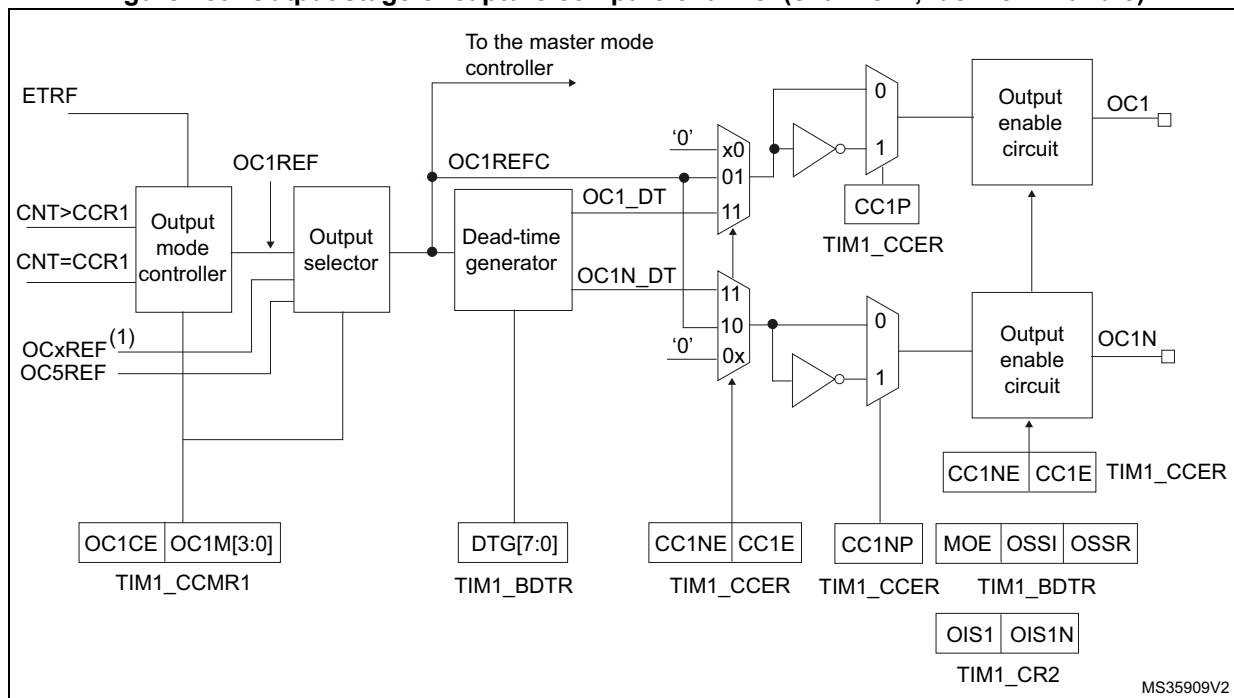 To the master mode
controller
ETRF
OC1REF
OC1REFC
CNT>CCR1
CNT=CCR1
Output
mode
controller
Output
selector
OCxREF(1)
OC5REF
Dead-time
generator
OC1_DT
OC1N_DT
'0'
x0
01
11
11
10
'0'
0x
0
1
CC1P
TIM1_CCER
0
1
Output
enable
circuit
OC1
Output
enable
circuit
OC1N
CC1NE CC1E TIM1_CCER
OC1CE OC1M[3:0]
TIM1_CCMR1
DTG[7:0]
TIM1_BDTR
CC1NE CC1E
TIM1_CCER
CC1NP
TIM1_CCER
MOE OSSI OSSR
TIM1_BDTR
OIS1 OIS1N
TIM1_CR2
MS35909V2